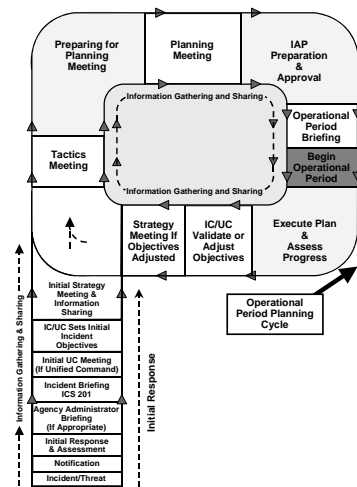 Preparing for
Planning
Meeting
Planning
Meeting
IAP
Preparation
&
Approval
Information Gathering and Sharing
Operational
Period
Briefing
Tactics
Meeting
Begin
Operational
Period
Information Gathering and Sharing
Strategy
Meeting If
Objectives
Adjusted
IC/UC
Validate or
Adjust
Objectives
Execute Plan
&
Assess
Progress
Operational
Period Planning
Cycle
Initial Strategy
Meeting &
Information
Sharing
IC/UC Sets Initial
Incident
Objectives
Initial UC Meeting
(If Unified Command)
Incident Briefing
ICS 201
Agency Administrator
Briefing
(If Appropriate)
Initial Response
& Assessment
Notification
Incident/Threat
Information Gathering & Sharing
Initial Response